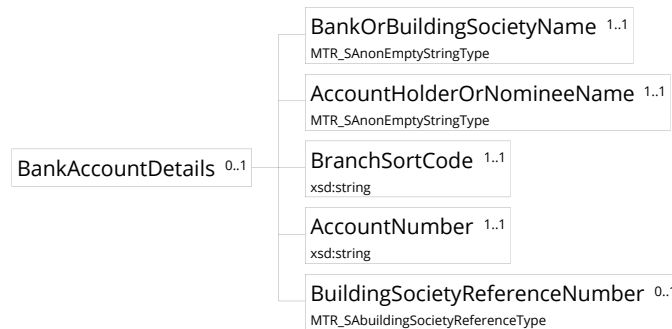 BankOrBuildingSocietyName 1..1
MTR_SAnonEmptyStringType
AccountHolderOrNomineeName 1..1
MTR_SAnonEmptyStringType
BankAccountDetails 0..1
BranchSortCode 1..1
xsd:string
AccountNumber 1..1
xsd:string
BuildingSocietyReferenceNumber 0..1
MTR_SAbuildingSocietyReferenceType